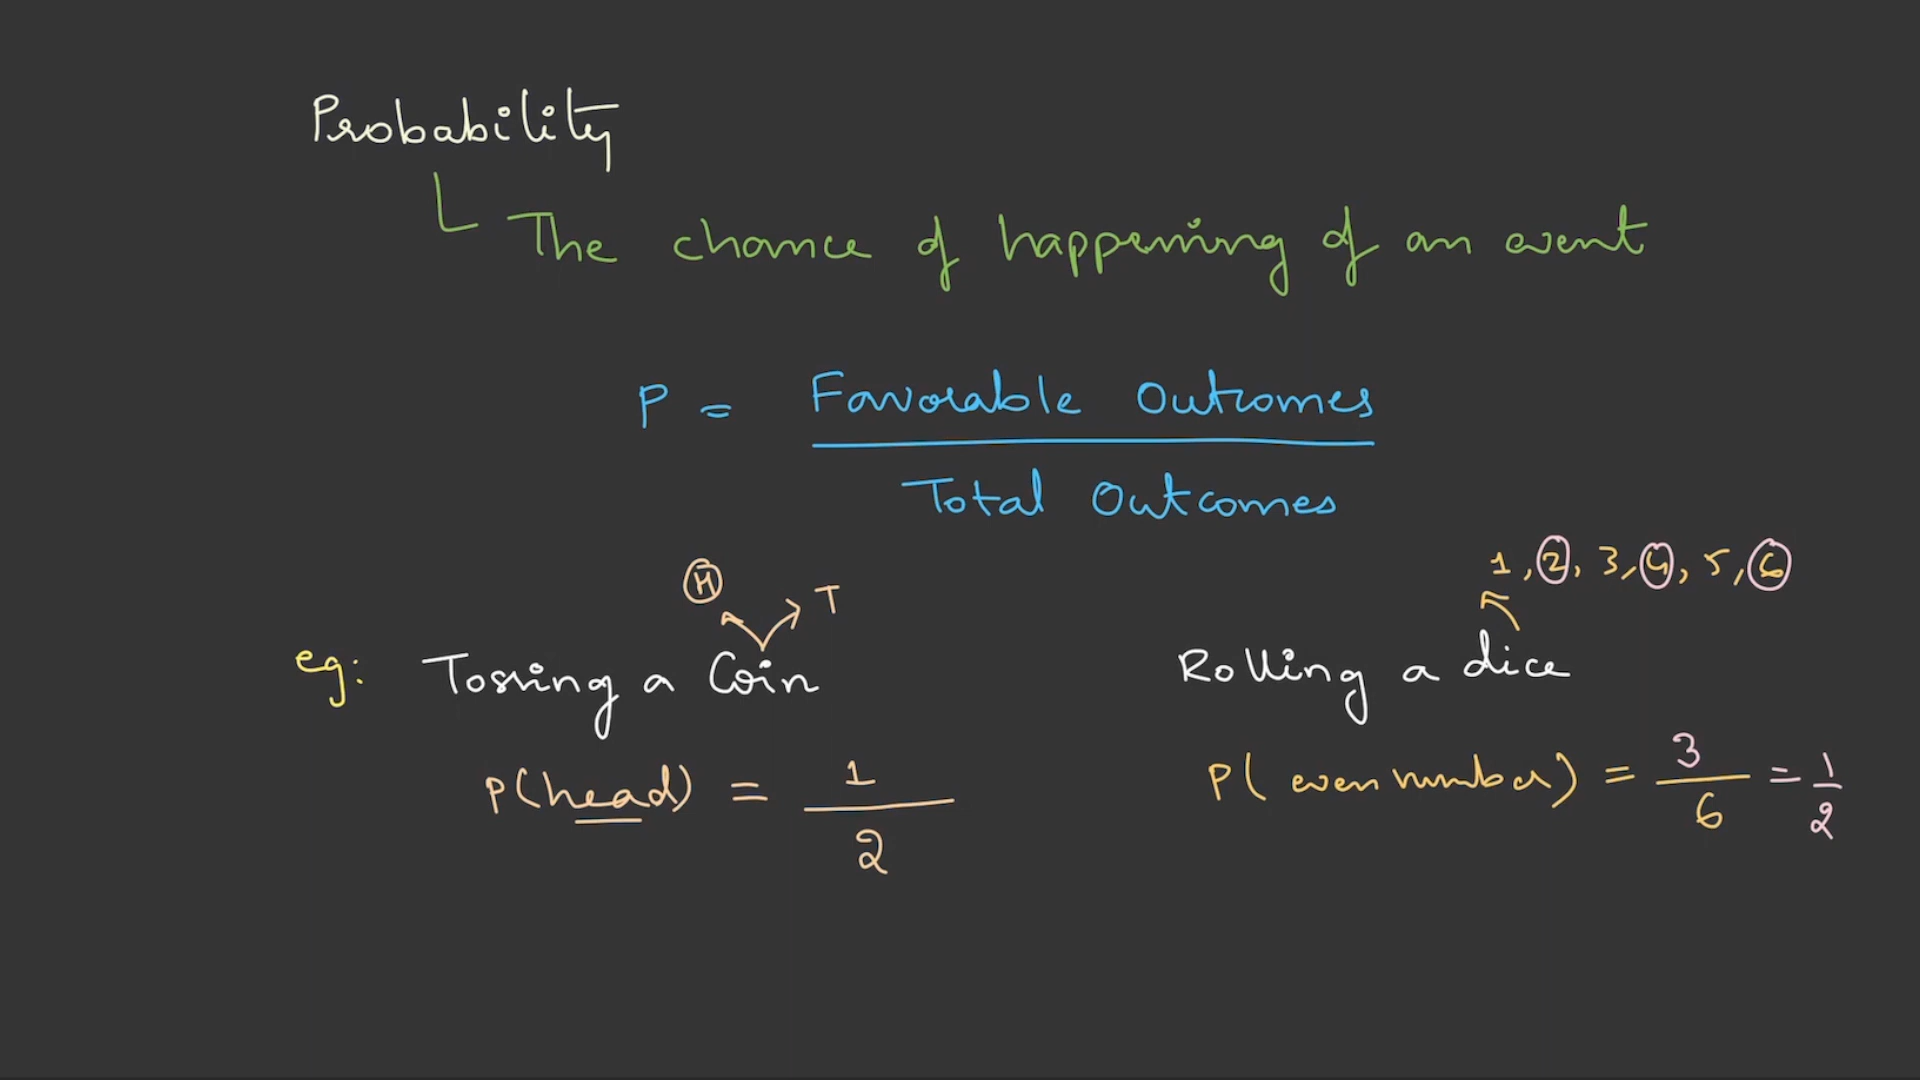 Probability
The chance of happening of an event
P = Favorable Outcomes
Total Outcomes
H T
1, 2, 3, 4, 5, 6
eg: Tossing a Coin
Rolling a dice
P(head) = 1
2
P(even number) = 3
6
= 1
2